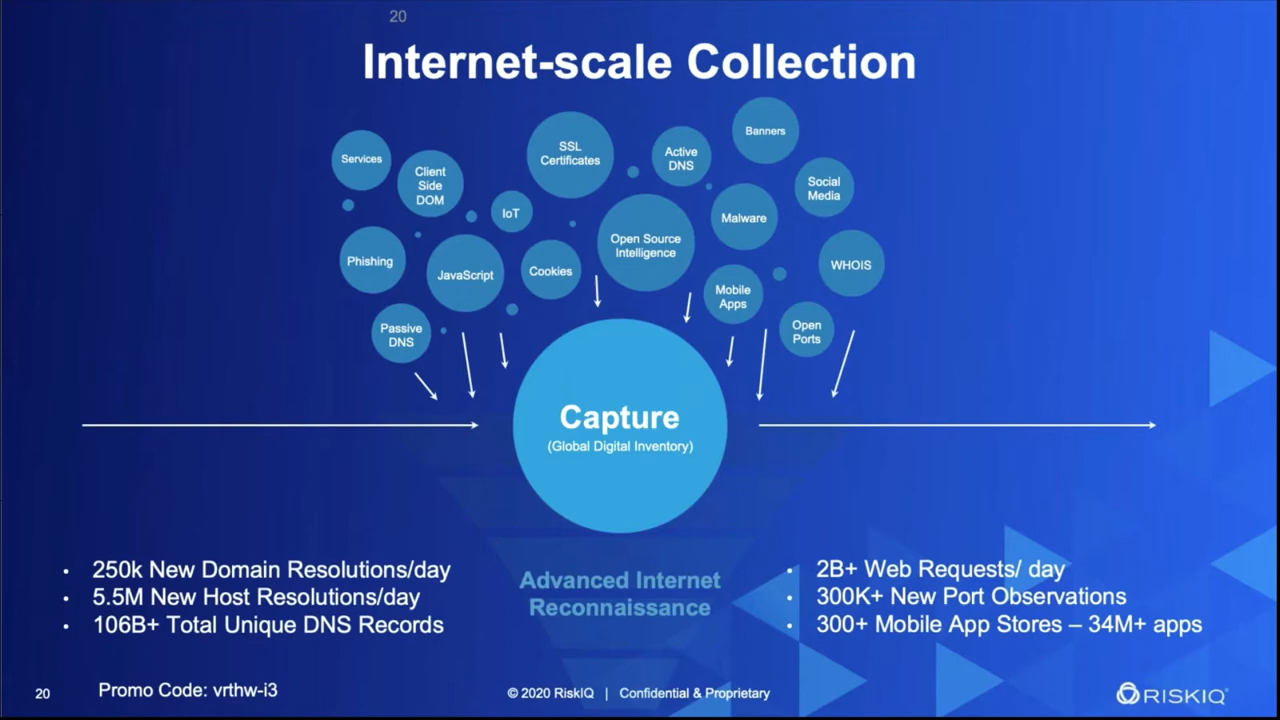 20
Internet-scale Collection
Services
Client
Side
DOM
IoT
SSL
Certificates
Active
DNS
Banners
Social
Media
Phishing
JavaScript
Cookies
Open Source
Intelligence
Malware
WHOIS
Passive
DNS
Mobile
Apps
Open
Ports
Capture
(Global Digital Inventory)
• 250k New Domain Resolutions/day
• 5.5M New Host Resolutions/day
• 106B+ Total Unique DNS Records
Advanced Internet
Reconnaissance
• 2B+ Web Requests/ day
• 300K+ New Port Observations
• 300+ Mobile App Stores – 34M+ apps
20
Promo Code: vrthw-i3
© 2020 RiskIQ | Confidential & Proprietary
RISKIQ®